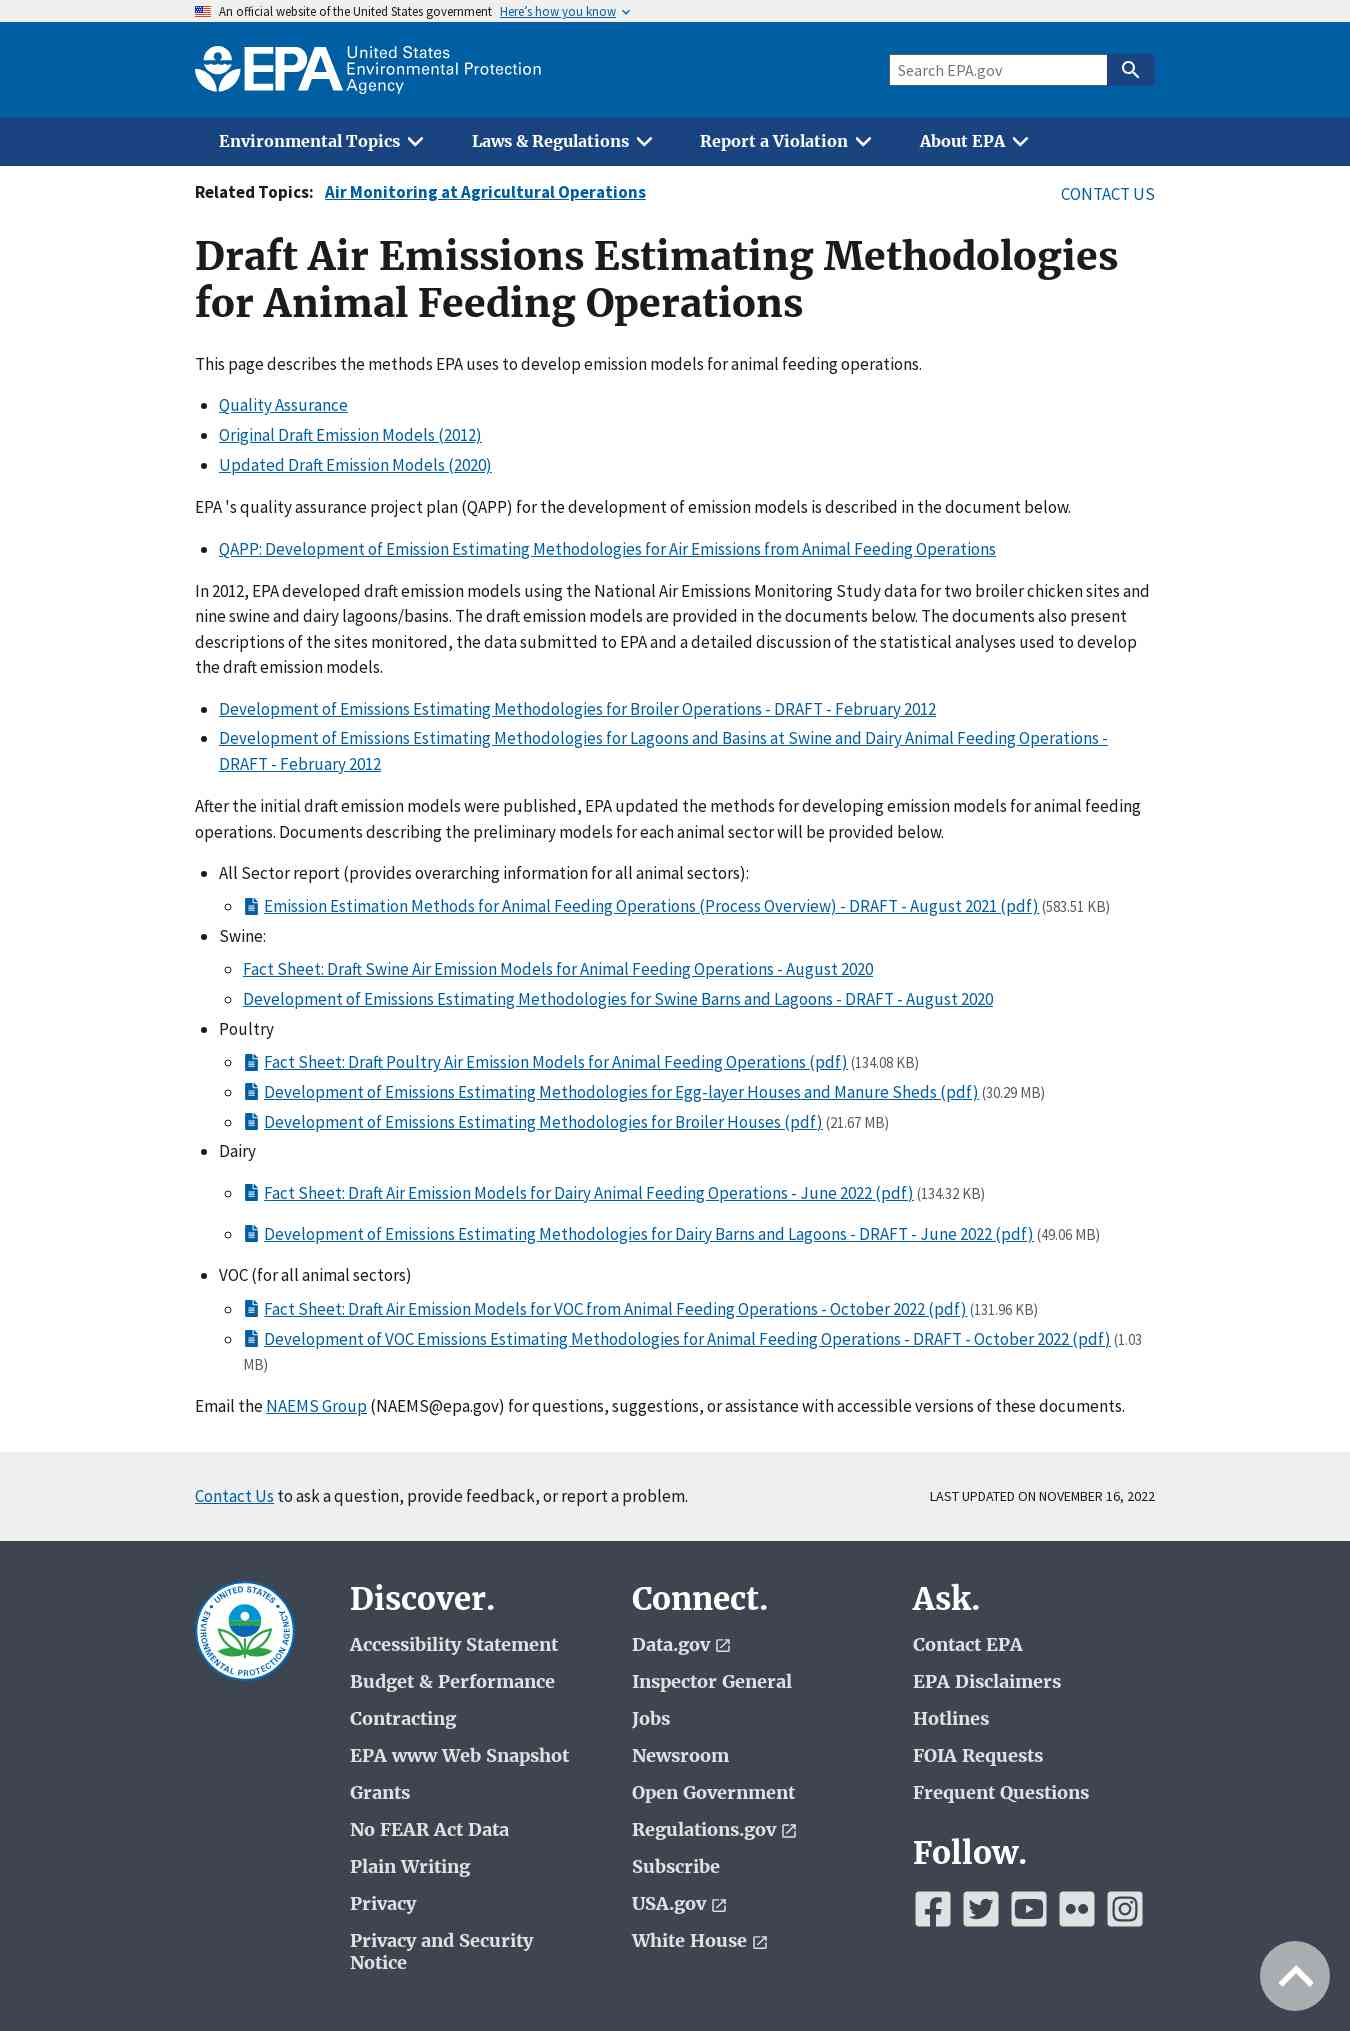 An official website of the United States government Here's how you know
EPA United States
Environmental Protection
Agency
Search EPA.gov
Environmental Topics Laws & Regulations Report a Violation About EPA
Related Topics: Air Monitoring at Agricultural Operations
CONTACT US
Draft Air Emissions Estimating Methodologies
for Animal Feeding Operations
This page describes the methods EPA uses to develop emission models for animal feeding operations.
Quality Assurance
Original Draft Emission Models (2012)
Updated Draft Emission Models (2020)
EPA 's quality assurance project plan (QAPP) for the development of emission models is described in the document below.
QAPP: Development of Emission Estimating Methodologies for Air Emissions from Animal Feeding Operations
In 2012, EPA developed draft emission models using the National Air Emissions Monitoring Study data for two broiler chicken sites and
nine swine and dairy lagoons/basins. The draft emission models are provided in the documents below. The documents also present
descriptions of the sites monitored, the data submitted to EPA and a detailed discussion of the statistical analyses used to develop
the draft emission models.
Development of Emissions Estimating Methodologies for Broiler Operations - DRAFT - February 2012
Development of Emissions Estimating Methodologies for Lagoons and Basins at Swine and Dairy Animal Feeding Operations -
DRAFT - February 2012
After the initial draft emission models were published, EPA updated the methods for developing emission models for animal feeding
operations. Documents describing the preliminary models for each animal sector will be provided below.
All Sector report (provides overarching information for all animal sectors):
Emission Estimation Methods for Animal Feeding Operations (Process Overview) - DRAFT - August 2021 (pdf) (583.51 KB)
Swine:
Fact Sheet: Draft Swine Air Emission Models for Animal Feeding Operations - August 2020
Development of Emissions Estimating Methodologies for Swine Barns and Lagoons - DRAFT - August 2020
Poultry
Fact Sheet: Draft Poultry Air Emission Models for Animal Feeding Operations (pdf) (134.08 KB)
Development of Emissions Estimating Methodologies for Egg-layer Houses and Manure Sheds (pdf) (30.29 MB)
Development of Emissions Estimating Methodologies for Broiler Houses (pdf) (21.67 MB)
Dairy
Fact Sheet: Draft Air Emission Models for Dairy Animal Feeding Operations - June 2022 (pdf) (134.32 KB)
Development of Emissions Estimating Methodologies for Dairy Barns and Lagoons - DRAFT - June 2022 (pdf) (49.06 MB)
VOC (for all animal sectors)
Fact Sheet: Draft Air Emission Models for VOC from Animal Feeding Operations - October 2022 (pdf) (131.96 KB)
Development of VOC Emissions Estimating Methodologies for Animal Feeding Operations - DRAFT - October 2022 (pdf) (1.03
MB)
Email the NAEMS Group (NAEMS@epa.gov) for questions, suggestions, or assistance with accessible versions of these documents.
Contact Us to ask a question, provide feedback, or report a problem.
LAST UPDATED ON NOVEMBER 16, 2022
UNITED STATES
ENVIRONMENTAL PROTECTION AGENCY
Discover.
Accessibility Statement
Budget & Performance
Contracting
EPA www Web Snapshot
Grants
No FEAR Act Data
Plain Writing
Privacy
Privacy and Security
Notice
Connect.
Data.gov
Inspector General
Jobs
Newsroom
Open Government
Regulations.gov
Subscribe
USA.gov
White House
Ask.
Contact EPA
EPA Disclaimers
Hotlines
FOIA Requests
Frequent Questions
Follow.